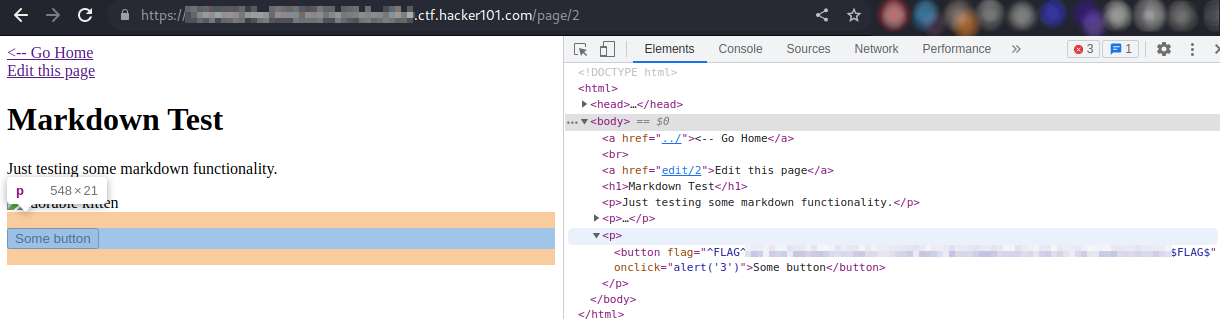 https://
.ctf.hacker101.com/page/2
<-- Go Home
Edit this page
Markdown Test
Just testing some markdown functionality.
p 548 × 21
dorable kitten
Some button
Elements Console Sources Network Performance » 3 1
<!DOCTYPE html>
<html>
<head>…</head>
<body> == $0
<a href="../"><-- Go Home</a>
<br>
<a href="edit/2">Edit this page</a>
<h1>Markdown Test</h1>
<p>Just testing some markdown functionality.</p>
<p>…</p>
<p>
<button flag="^FLAG^
$FLAG$"
onclick="alert('3')">Some button</button>
</p>
</body>
</html>